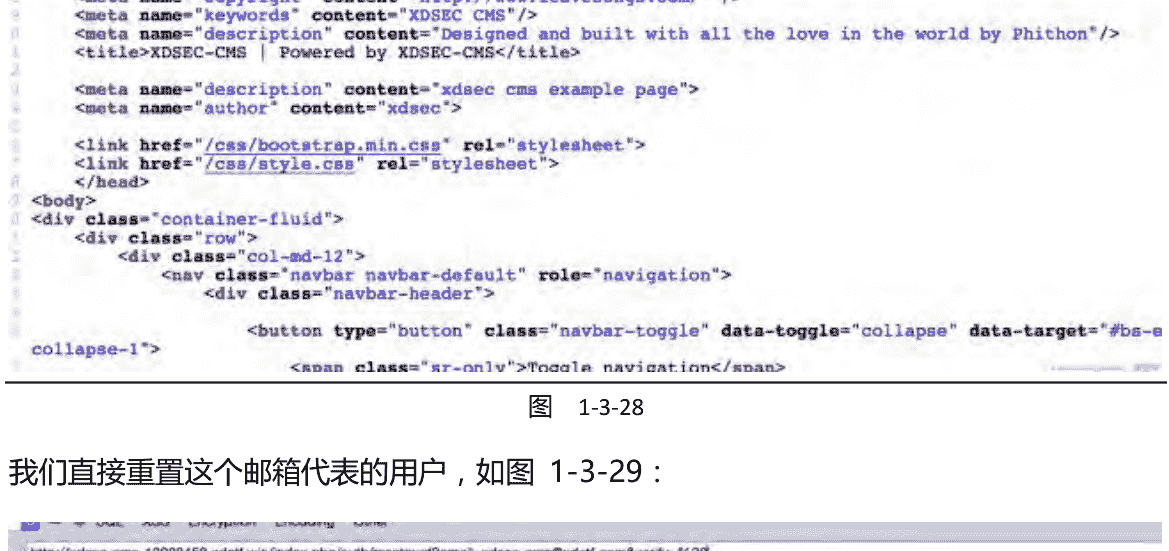 <meta name="keywords" content="XDSEC CMS"/>
<meta name="description" content="Designed and built with all the love in the world by Phithon"/>
<title>XDSEC-CMS | Powered by XDSEC-CMS</title>
<meta name="description" content="xdsec cms example page">
<meta name="author" content="xdsec">
<link href="/css/bootstrap.min.css" rel="stylesheet">
<link href="/css/style.css" rel="stylesheet">
</head>
<body>
<div class="container-fluid">
<div class="row">
<div class="col-md-12">
<nav class="navbar navbar-default" role="navigation">
<div class="navbar-header">
<button type="button" class="navbar-toggle" data-toggle="collapse" data-target="#bs-e
collapse-1">
<span class="sr-only">Toggle navigation</span>
图 1-3-28
我们直接重置这个邮箱代表的用户，如图 1-3-29：